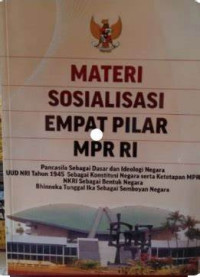 MATERI
SOSIALISASI
EMPAT PILAR
MPR RI
Pancasila Sebagai Dasar dan Ideologi Negara
UUD NRI Tahun 1945 Sebagai Konstitusi Negara serta Ketetapan MPR
NKRI Sebagai Bentuk Negara
Bhinneka Tunggal Ika Sebagai Semboyan Negara